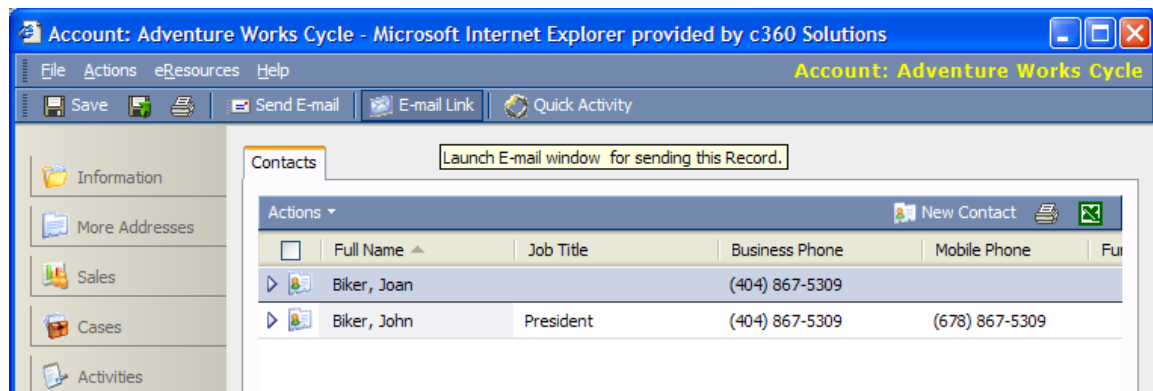 Account: Adventure Works Cycle - Microsoft Internet Explorer provided by c360 Solutions
File Actions eResources Help Account: Adventure Works Cycle
Save Send E-mail E-mail Link Quick Activity
Launch E-mail window for sending this Record.
Contacts
Information
More Addresses
Sales
Cases
Activities
Actions New Contact
Full Name Job Title Business Phone Mobile Phone Fu
Biker, Joan (404) 867-5309
Biker, John President (404) 867-5309 (678) 867-5309